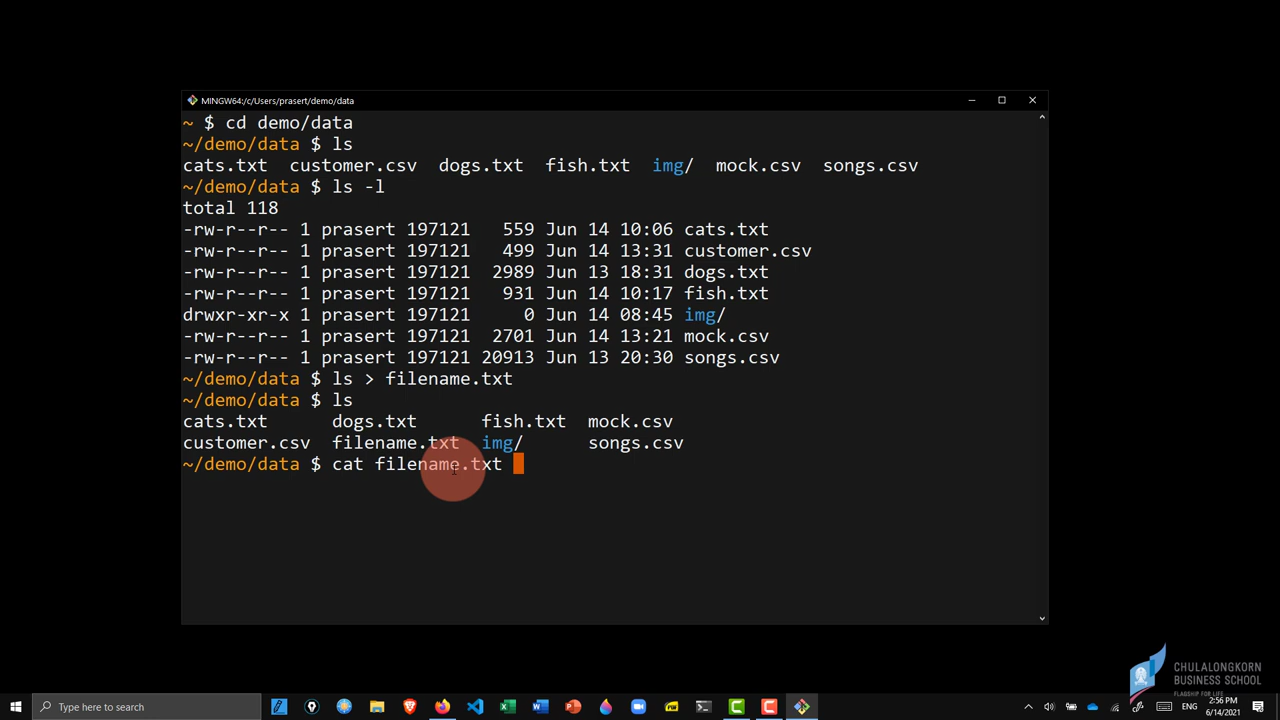 MINGW64:/c/Users/prasert/demo/data
~ $ cd demo/data
~/demo/data $ ls
cats.txt  customer.csv  dogs.txt  fish.txt  img/  mock.csv  songs.csv
~/demo/data $ ls -l
total 118
-rw-r--r-- 1 prasert 197121   559 Jun 14 10:06 cats.txt
-rw-r--r-- 1 prasert 197121   499 Jun 14 13:31 customer.csv
-rw-r--r-- 1 prasert 197121  2989 Jun 13 18:31 dogs.txt
-rw-r--r-- 1 prasert 197121   931 Jun 14 10:17 fish.txt
drwxr-xr-x 1 prasert 197121     0 Jun 14 08:45 img/
-rw-r--r-- 1 prasert 197121  2701 Jun 14 13:21 mock.csv
-rw-r--r-- 1 prasert 197121 20913 Jun 13 20:30 songs.csv
~/demo/data $ ls > filename.txt
~/demo/data $ ls
cats.txt      dogs.txt      fish.txt  mock.csv
customer.csv  filename.txt  img/      songs.csv
~/demo/data $ cat filename.txt
CHULALONGKORN
BUSINESS SCHOOL
FLAGSHIP FOR LIFE
Type here to search
ENG
2:56 PM
6/14/2021